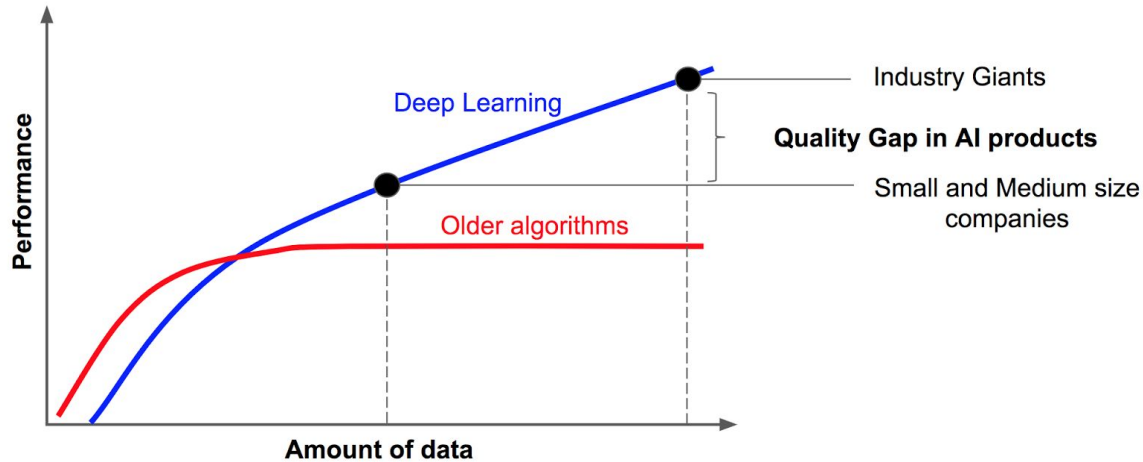 Industry Giants
Deep Learning
Quality Gap in AI products
Small and Medium size
companies
Older algorithms
Performance
Amount of data